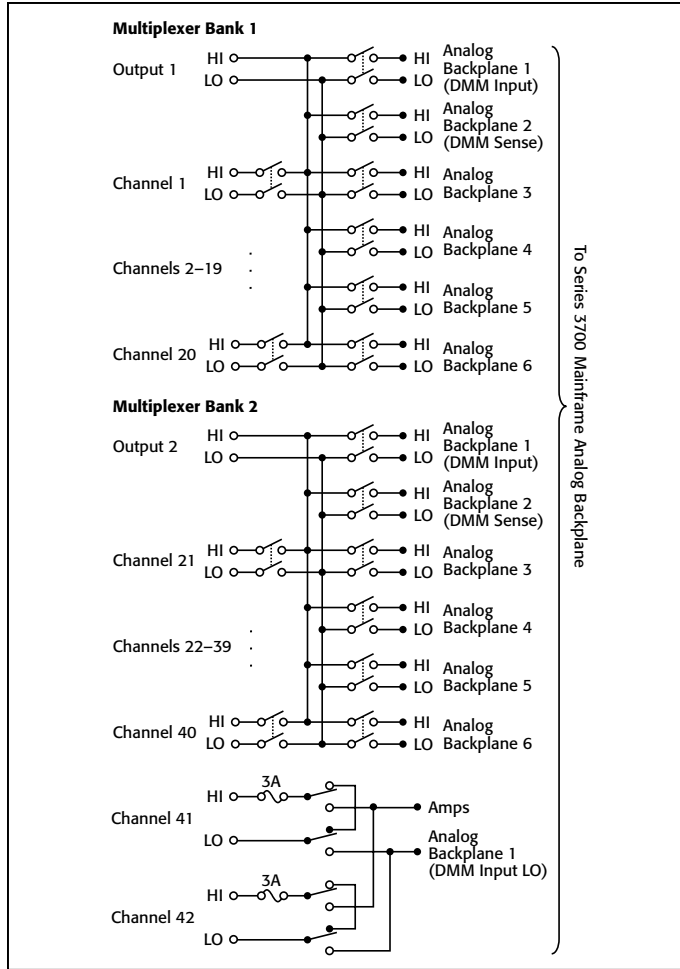 Multiplexer Bank 1
Output 1
HI
LO
HI
LO
Analog
Backplane 1
(DMM Input)
HI
LO
Analog
Backplane 2
(DMM Sense)
Channel 1
HI
LO
HI
LO
Analog
Backplane 3
HI
LO
Analog
Backplane 4
Channels 2–19
HI
LO
Analog
Backplane 5
Channel 20
HI
LO
HI
LO
Analog
Backplane 6
Multiplexer Bank 2
Output 2
HI
LO
HI
LO
Analog
Backplane 1
(DMM Input)
HI
LO
Analog
Backplane 2
(DMM Sense)
Channel 21
HI
LO
HI
LO
Analog
Backplane 3
HI
LO
Analog
Backplane 4
Channels 22–39
HI
LO
Analog
Backplane 5
Channel 40
HI
LO
HI
LO
Analog
Backplane 6
Channel 41
HI
3A
LO
Amps
Analog
Backplane 1
(DMM Input LO)
Channel 42
HI
3A
LO
To Series 3700 Mainframe Analog Backplane